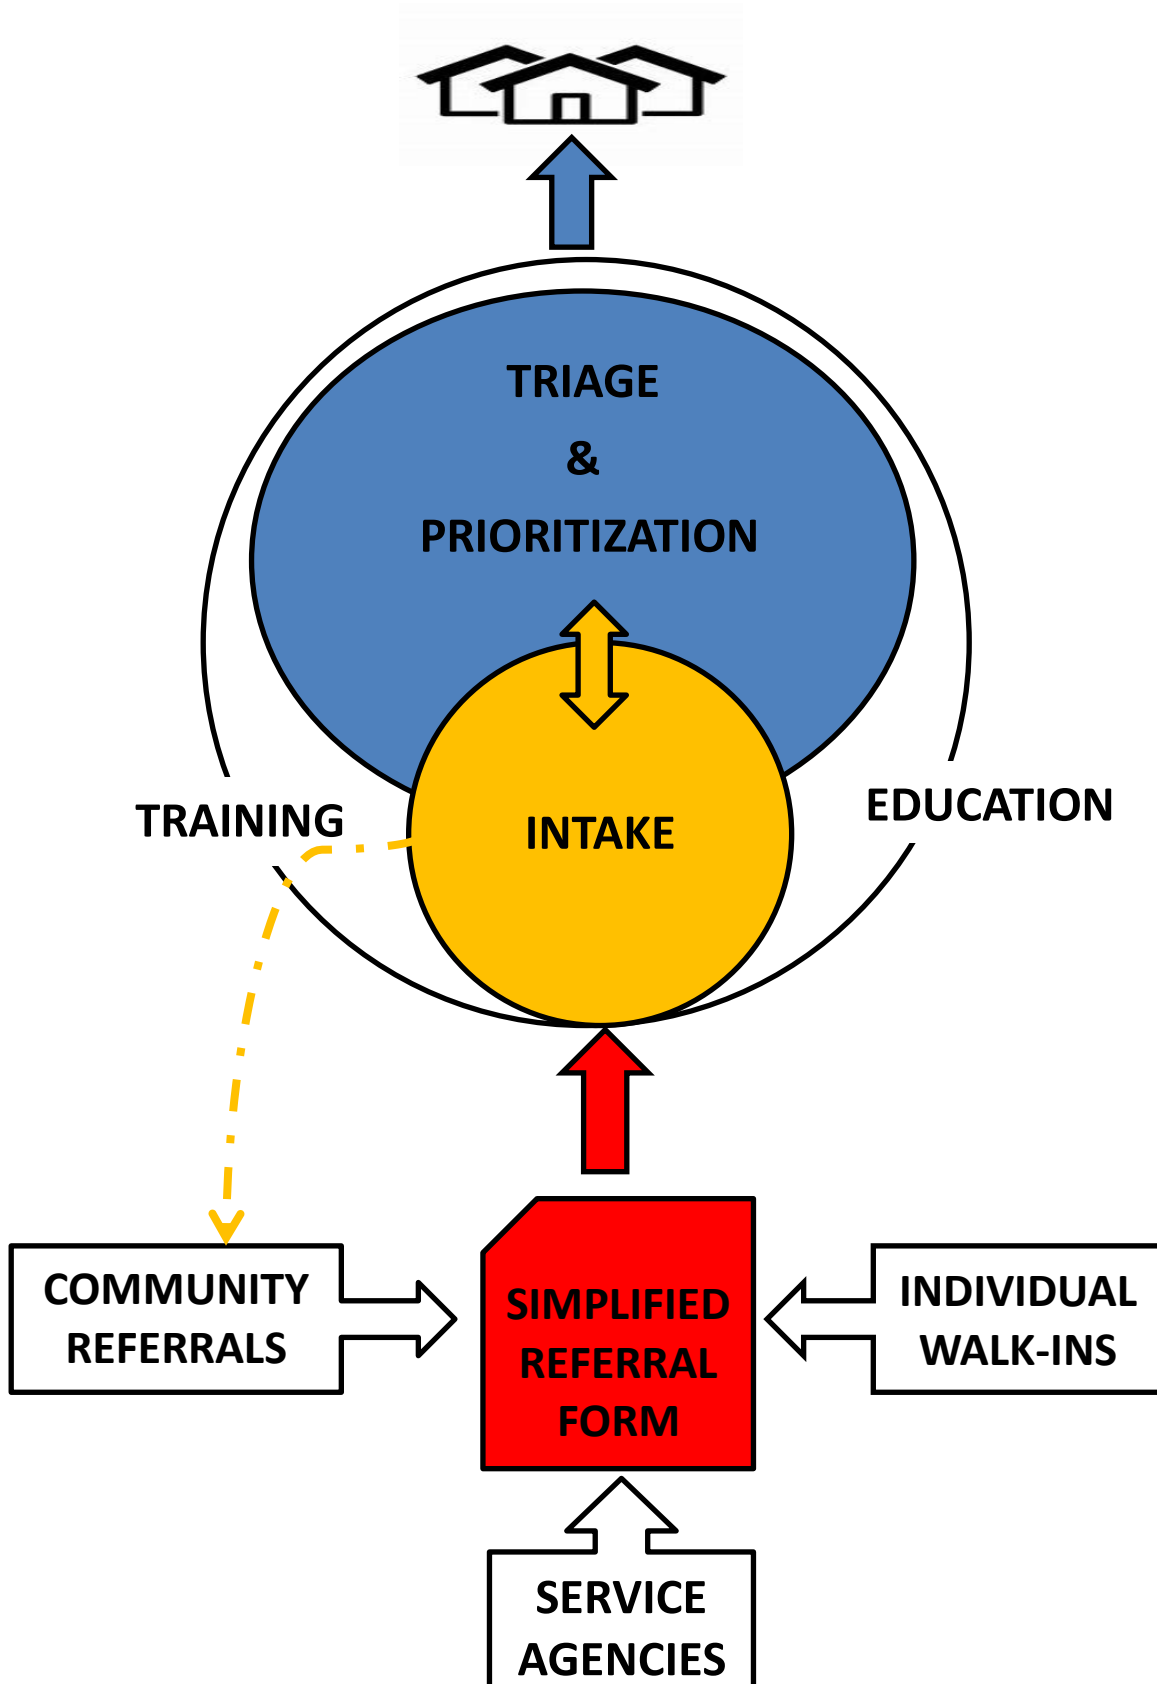 TRIAGE
&
PRIORITIZATION
TRAINING
EDUCATION
INTAKE
COMMUNITY
REFERRALS
SIMPLIFIED
REFERRAL
FORM
INDIVIDUAL
WALK-INS
SERVICE
AGENCIES